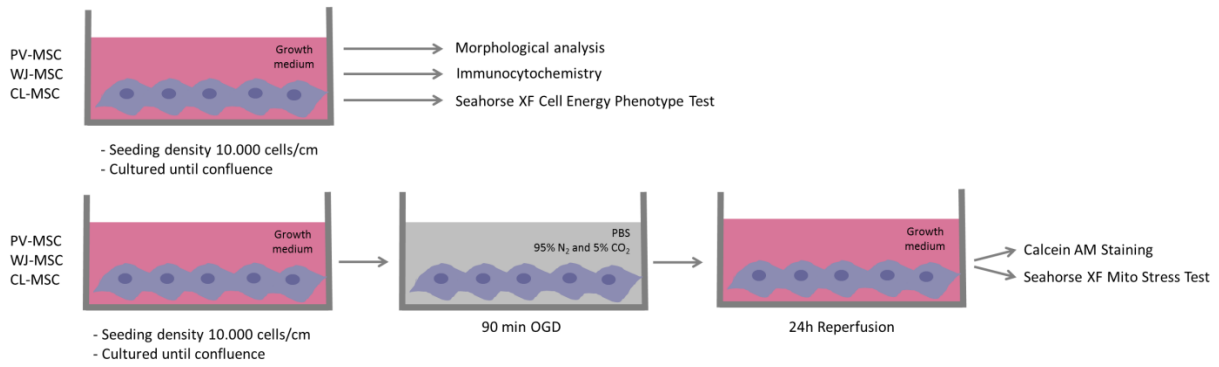 PV-MSC
WJ-MSC
CL-MSC
Growth
medium
Morphological analysis
Immunocytochemistry
Seahorse XF Cell Energy Phenotype Test
- Seeding density 10.000 cells/cm
- Cultured until confluence
PV-MSC
WJ-MSC
CL-MSC
Growth
medium
- Seeding density 10.000 cells/cm
- Cultured until confluence
PBS
95% N₂ and 5% CO₂
90 min OGD
Growth
medium
24h Reperfusion
Calcein AM Staining
Seahorse XF Mito Stress Test